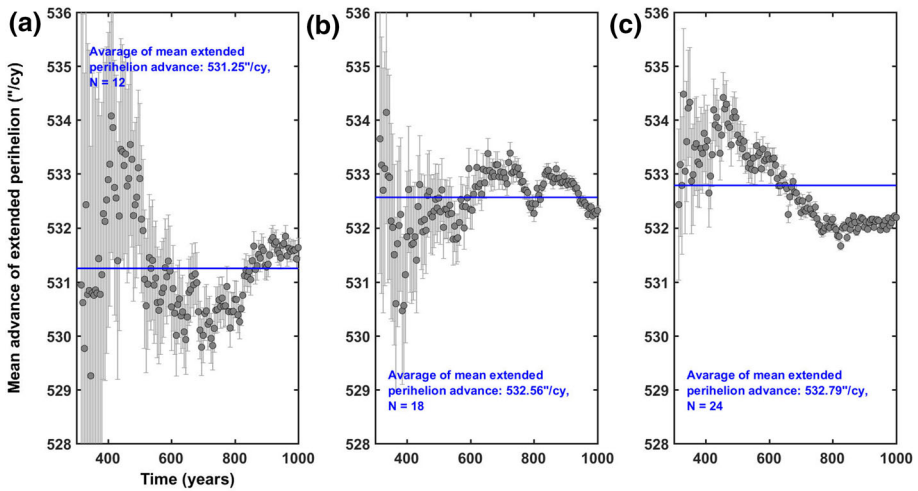 (a)
(b)
(c)
Mean advance of extended perihelion ("/cy)
536
535
534
533
532
531
530
529
528
Avarage of mean extended
perihelion advance: 531.25"/cy,
N = 12
400
600
800
1000
Time (years)
536
535
534
533
532
531
530
529
528
Avarage of mean extended
perihelion advance: 532.56"/cy,
N = 18
400
600
800
1000
536
535
534
533
532
531
530
529
528
Avarage of mean extended
perihelion advance: 532.79"/cy,
N = 24
400
600
800
1000